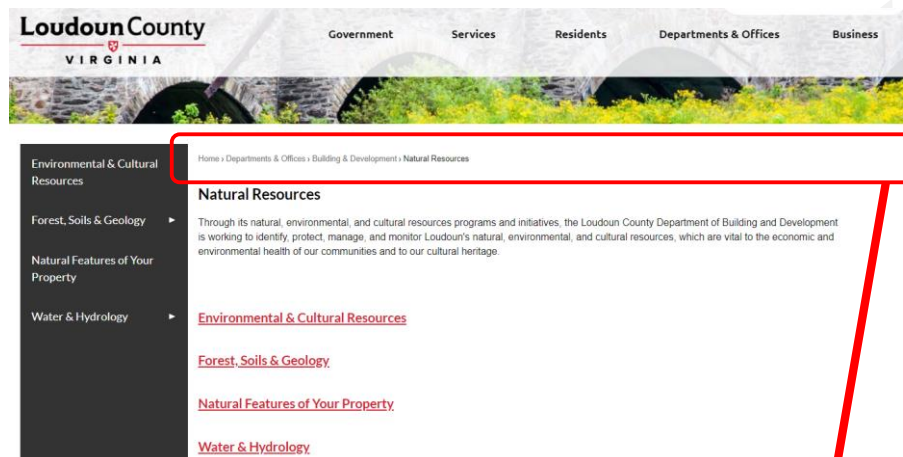 Loudoun County
VIRGINIA
Government Services Residents Departments & Offices Business
Environmental & Cultural
Resources
Forest, Soils & Geology ►
Natural Features of Your
Property
Water & Hydrology ►
Home › Departments & Offices › Building & Development › Natural Resources
Natural Resources
Through its natural, environmental, and cultural resources programs and initiatives, the Loudoun County Department of Building and Development
is working to identify, protect, manage, and monitor Loudoun's natural, environmental, and cultural resources, which are vital to the economic and
environmental health of our communities and to our cultural heritage.
Environmental & Cultural Resources
Forest, Soils & Geology
Natural Features of Your Property
Water & Hydrology